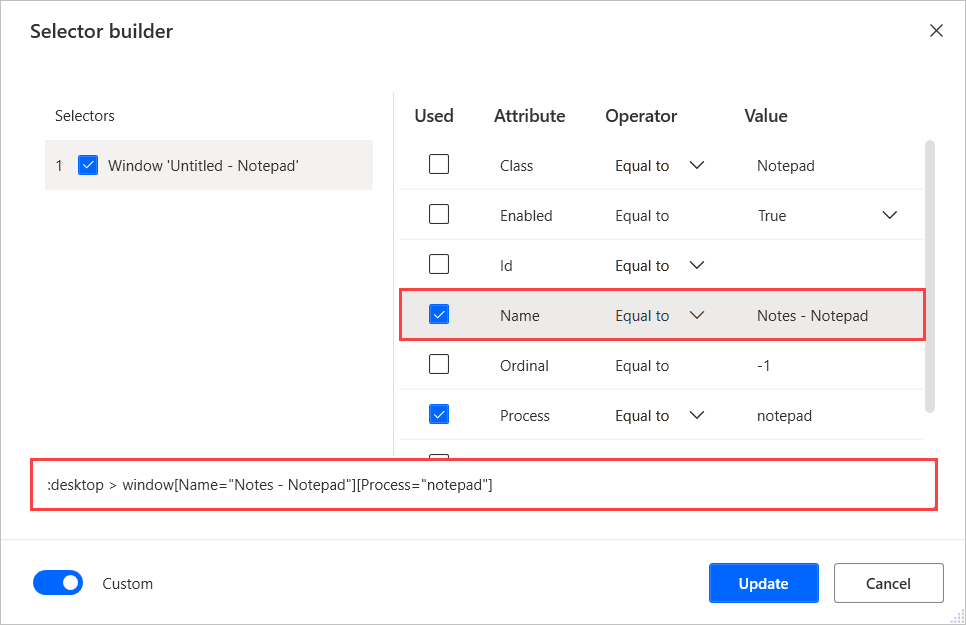 Selector builder
Selectors
1 Window 'Untitled - Notepad'
Used Attribute Operator Value
Class Equal to Notepad
Enabled Equal to True
Id Equal to
Name Equal to Notes - Notepad
Ordinal Equal to -1
Process Equal to notepad
:desktop > window[Name="Notes - Notepad"][Process="notepad"]
Custom Update Cancel